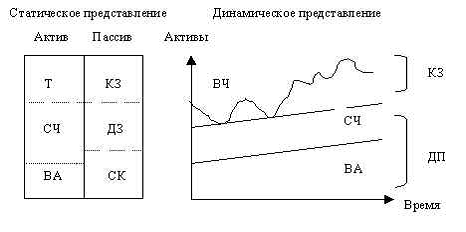 Статическое представление
Динамическое представление
Актив
Пассив
Активы
Т
КЗ
СЧ
ДЗ
ВА
СК
ВЧ
КЗ
СЧ
ДП
ВА
Время